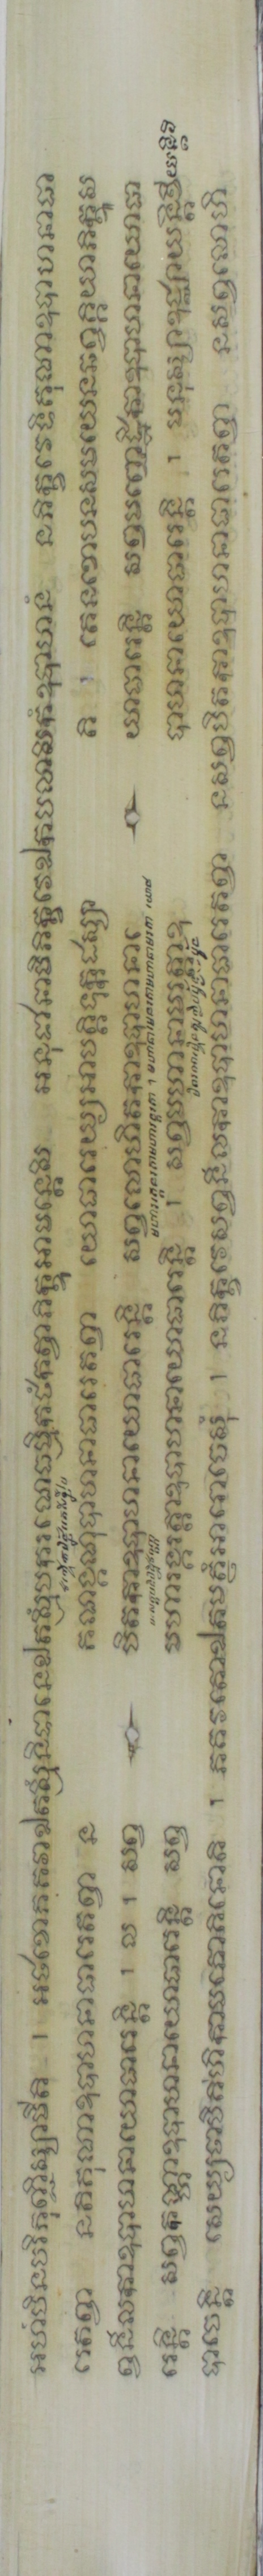 អហំបិនបរិភុញ្ជិស្សាមីតិ ។ អថខោភគវាឯតស្មិំនិទានេឯតស្មិំបករណេធម្មិកថំកត្វាភិក្ខូអាមន្តេសិ អនុជានាមិភិក្ខវេឯកបលាសិកំឧបាហនំ នភិក្ខវេទិគុណាឧបាហនាធា
រេតព្វា នតិគុណាឧបាហនាធារេតព្វា ន គណង្គណុបាហនាធារេតព្វា យោធារេយ្យអាបត្តិទុក្កដស្សា តិ ។ តេនខោបនសមយេនឆព្វគ្គិយាភិក្ខូស
ព្វនីលកាឧបាហនាយោធារេន្តិ ។ ល ។ សព្វ បិតកាឧបាហនាយោធារេន្តិ សព្វលោហិតកាឧបាហនាេ យាធារេន្តិ សព្វមញ្ជេដ្ឋិកាឧបាហនាយោធា
រេន្តិ សព្វកណ្ហាឧបាហនាយោធារេន្តិ សព្វ មហារង្គរត្តាឧបាហនាយោធារេន្តិ ។ សព្វមហានាមរត្តាឧ បាហនាយោធារេន្តិ ។ មនុស្សាឧជ្ឈាយន្តិខីយន្តិវិ
បាចេន្តិ សេយ្យថាបិគិហិកាមភោគិនោតិ ។ ភគវតោឯតមត្ថំអារោចេសុំ ។ នភិក្ខវេសព្វនីលកាឧបាហនាធារេតព្វា នសព្វបិតកាឧបាហនាធារេតព្វា នសព្វលោហិ